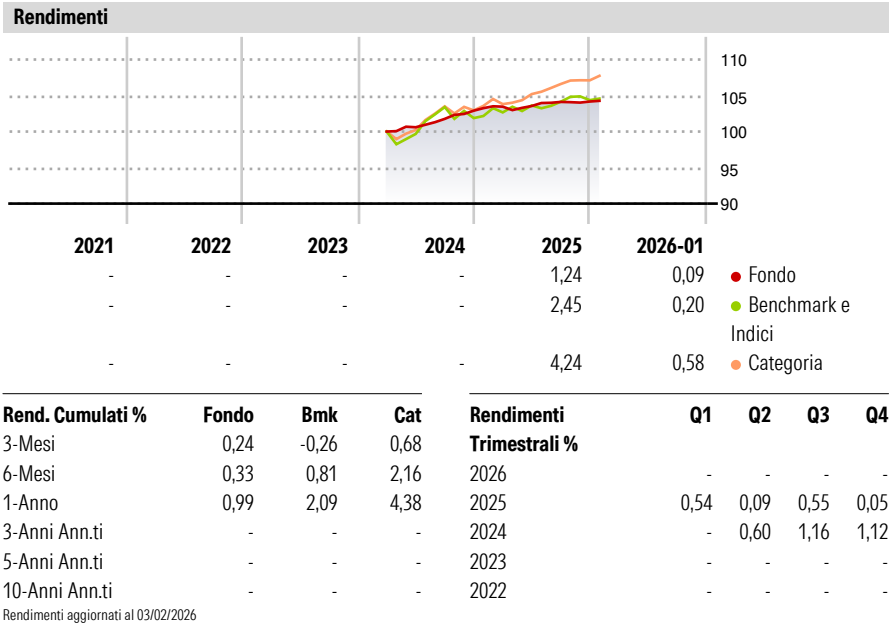 Rendimenti
110
105
100
95
90
2021 2022 2023 2024 2025 2026-01
- - - - 1,24 0,09 Fondo
- - - - 2,45 0,20 Benchmark e
Indici
- - - - 4,24 0,58 Categoria
Rend. Cumulati % Fondo Bmk Cat
3-Mesi 0,24 -0,26 0,68
6-Mesi 0,33 0,81 2,16
1-Anno 0,99 2,09 4,38
3-Anni Ann.ti - - -
5-Anni Ann.ti - - -
10-Anni Ann.ti - - -
Rendimenti Q1 Q2 Q3 Q4
Trimestrali %
2026 - - - -
2025 0,54 0,09 0,55 0,05
2024 - 0,60 1,16 1,12
2023 - - - -
2022 - - - -
Rendimenti aggiornati al 03/02/2026